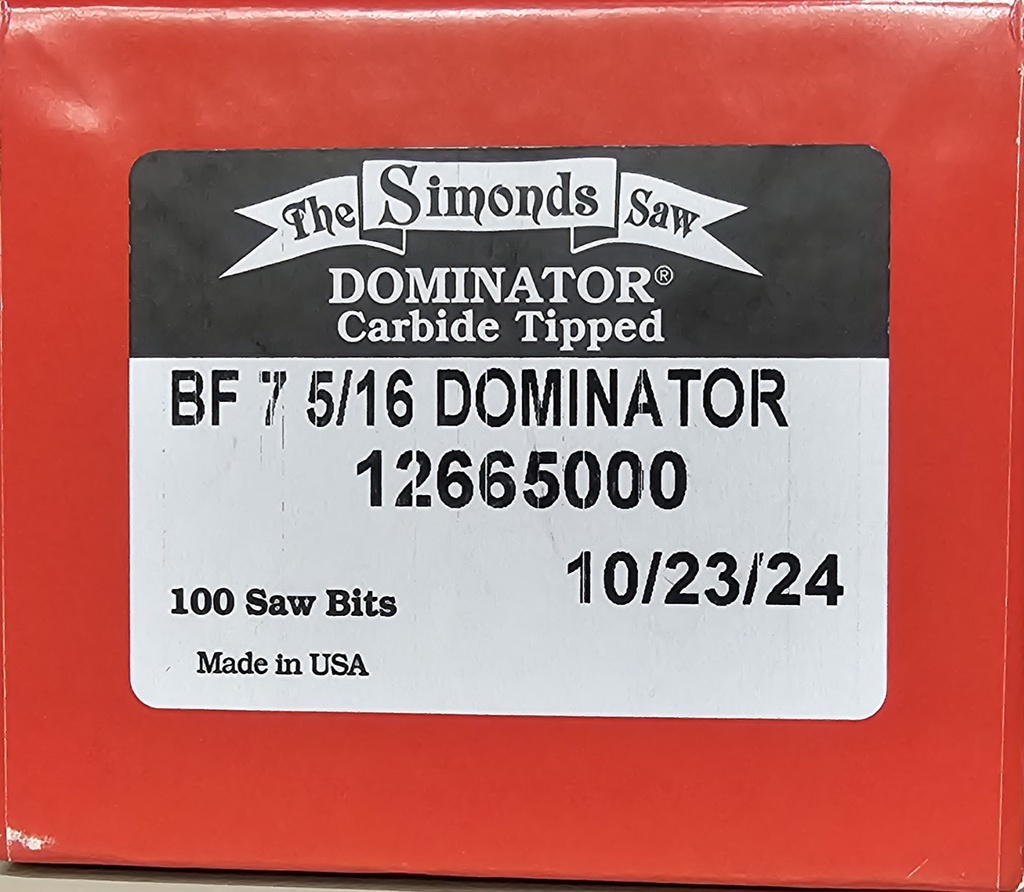 The Simonds Saw
DOMINATOR®
Carbide Tipped
BF 7 5/16 DOMINATOR
12665000
10/23/24
100 Saw Bits
Made in USA